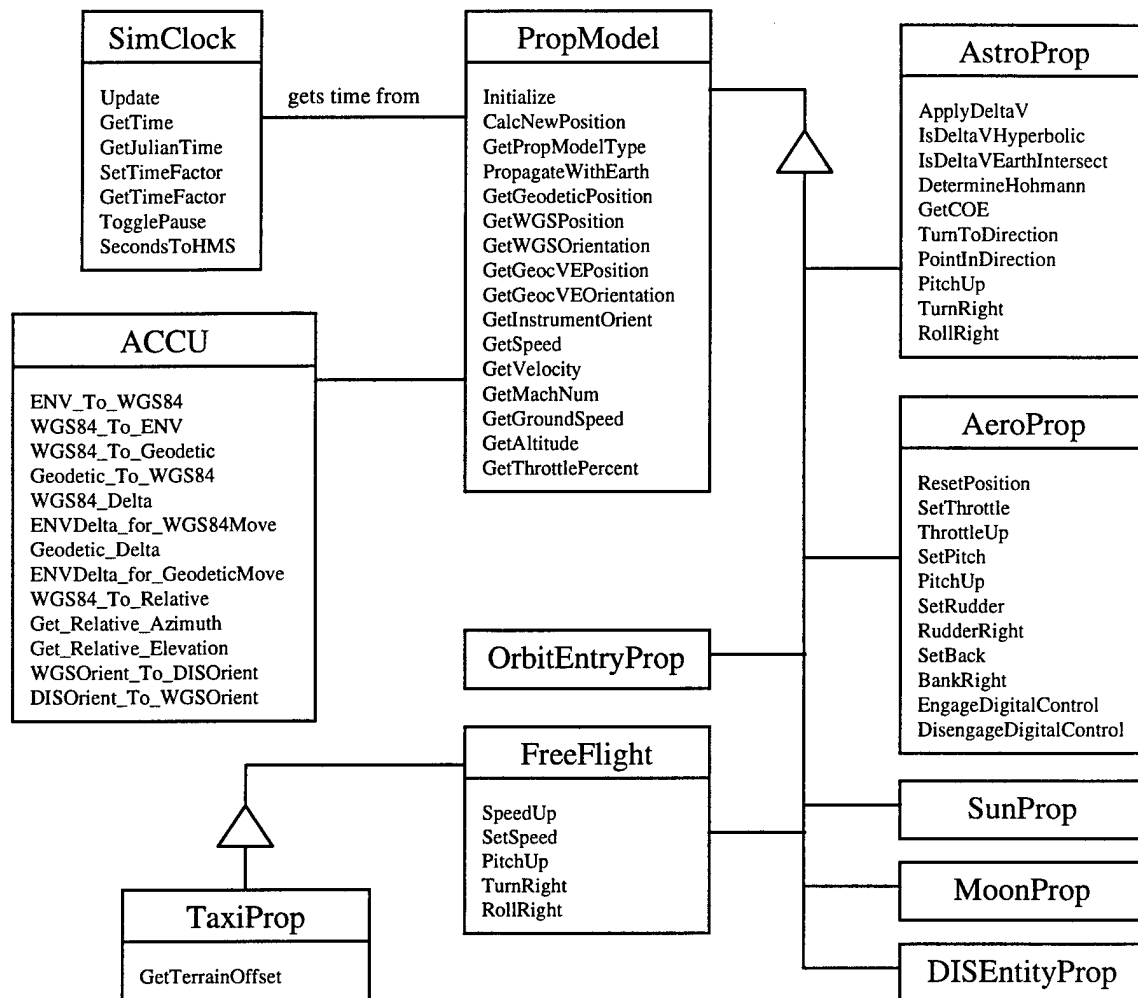 SimClock
Update
GetTime
GetJulianTime
SetTimeFactor
GetTimeFactor
TogglePause
SecondsToHMS
gets time from
PropModel
Initialize
CalcNewPosition
GetPropModelType
PropagateWithEarth
GetGeodeticPosition
GetWGSPosition
GetWGSOrientation
GetGeocVEPosition
GetGeocVEOrientation
GetInstrumentOrient
GetSpeed
GetVelocity
GetMachNum
GetGroundSpeed
GetAltitude
GetThrottlePercent
AstroProp
ApplyDeltaV
IsDeltaVHyperbolic
IsDeltaVEarthIntersect
DetermineHohmann
GetCOE
TurnToDirection
PointInDirection
PitchUp
TurnRight
RollRight
ACCU
ENV_To_WGS84
WGS84_To_ENV
WGS84_To_Geodetic
Geodetic_To_WGS84
WGS84_Delta
ENVDelta_for_WGS84Move
Geodetic_Delta
ENVDelta_for_GeodeticMove
WGS84_To_Relative
Get_Relative_Azimuth
Get_Relative_Elevation
WGSOrient_To_DISOrient
DISOrient_To_WGSOrient
AeroProp
ResetPosition
SetThrottle
ThrottleUp
SetPitch
PitchUp
SetRudder
RudderRight
SetBack
BankRight
EngageDigitalControl
DisengageDigitalControl
OrbitEntryProp
FreeFlight
SpeedUp
SetSpeed
PitchUp
TurnRight
RollRight
TaxiProp
GetTerrainOffset
SunProp
MoonProp
DISEntityProp